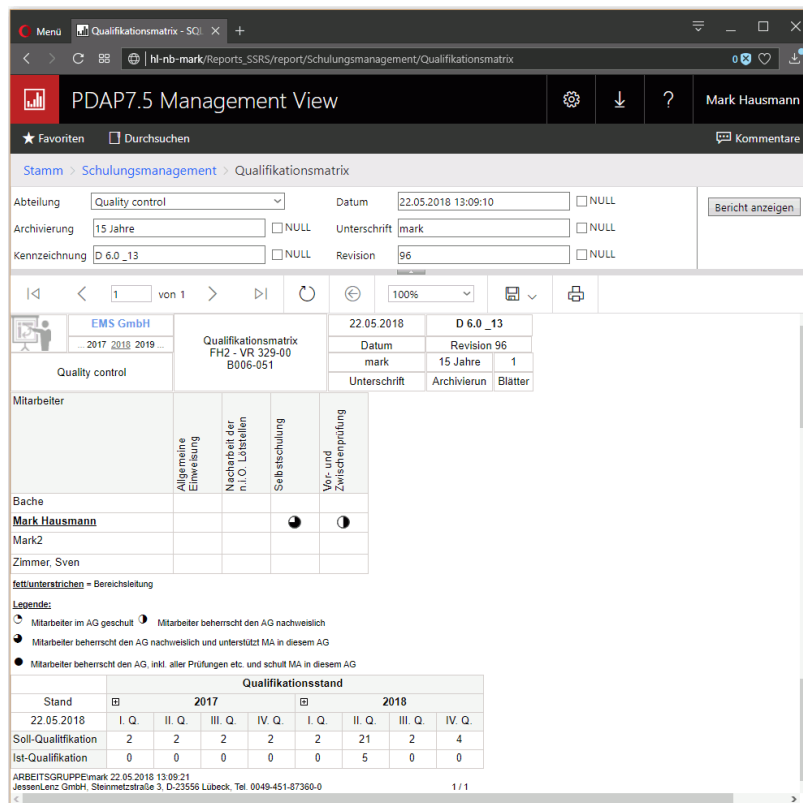 Menü Qualifikationsmatrix - SQL
hl-nb-mark/Reports_SSRS/report/Schulungsmanagement/Qualifikationsmatrix 0
PDAP7.5 Management View ? Mark Hausmann
Favoriten Durchsuchen Kommentare
Stamm > Schulungsmanagement > Qualifikationsmatrix
Abteilung Quality control Datum 22.05.2018 13:09:10 NULL Bericht anzeigen
Archivierung 15 Jahre NULL Unterschrift mark NULL
Kennzeichnung D 6.0 _13 NULL Revision 96 NULL
1 von 1 100%
EMS GmbH
... 2017 2018 2019 ...
Quality control
Qualifikationsmatrix
FH2 - VR 329-00
B006-051
22.05.2018 D 6.0 _13
Datum Revision 96
mark 15 Jahre 1
Unterschrift Archivierun Blätter
Mitarbeiter
Allgemeine
Einweisung
Nacharbeit der
n.i.O. Lötstellen
Selbstschulung
Vor- und
Zwischenprüfung
Bache
Mark Hausmann
Mark2
Zimmer, Sven
fett/unterstrichen = Bereichsleitung
Legende:
Mitarbeiter im AG geschult Mitarbeiter beherrscht den AG nachweislich
Mitarbeiter beherrscht den AG nachweislich und unterstützt MA in diesem AG
Mitarbeiter beherrscht den AG, inkl. aller Prüfungen etc. und schult MA in diesem AG
Qualifikationsstand
Stand 2017 2018
22.05.2018 I. Q. II. Q. III. Q. IV. Q. I. Q. II. Q. III. Q. IV. Q.
Soll-Qualitfikation 2 2 2 2 2 21 2 4
Ist-Qualifikation 0 0 0 0 0 5 0 0
ARBEITSGRUPPE\mark 22.05.2018 13:09:21
JessenLenz GmbH, Steinmetzstraße 3, D-23556 Lübeck, Tel. 0049-451-87360-0 1 / 1